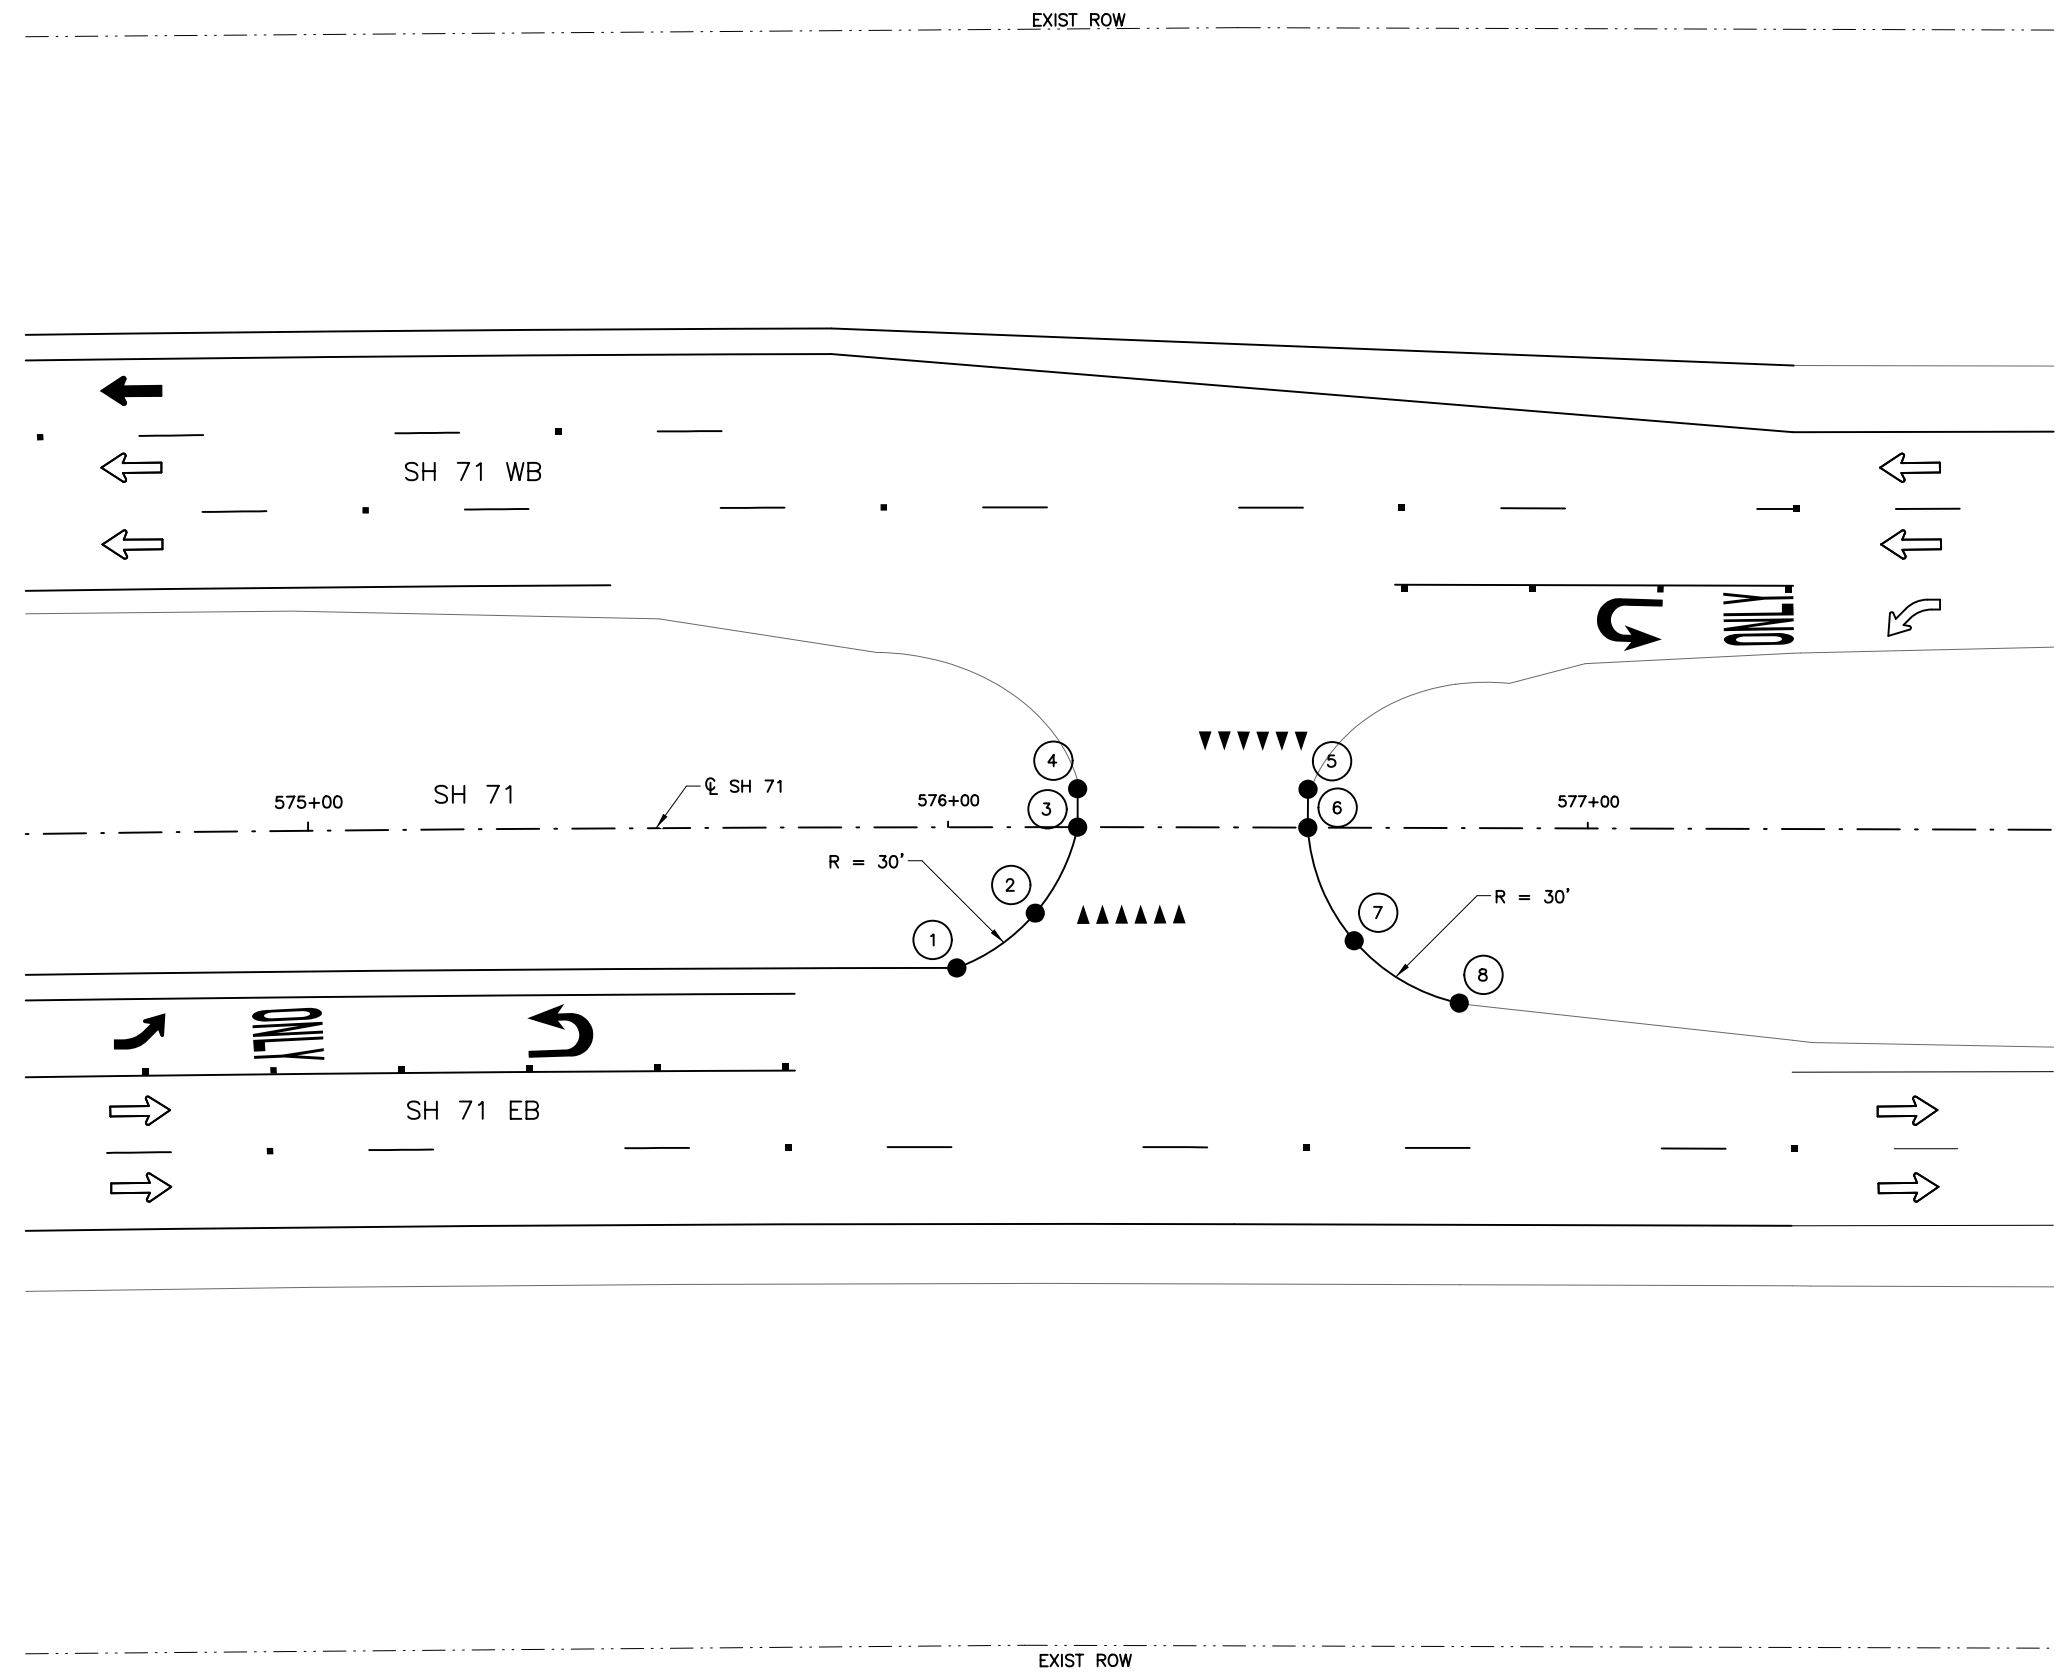 EXIST ROW
SH 71 WB
ONLY
4
5
SH 71
℄ SH 71
575+00
576+00
3
6
577+00
R = 30'
2
7
R = 30'
1
8
ONLY
SH 71 EB
EXIST ROW